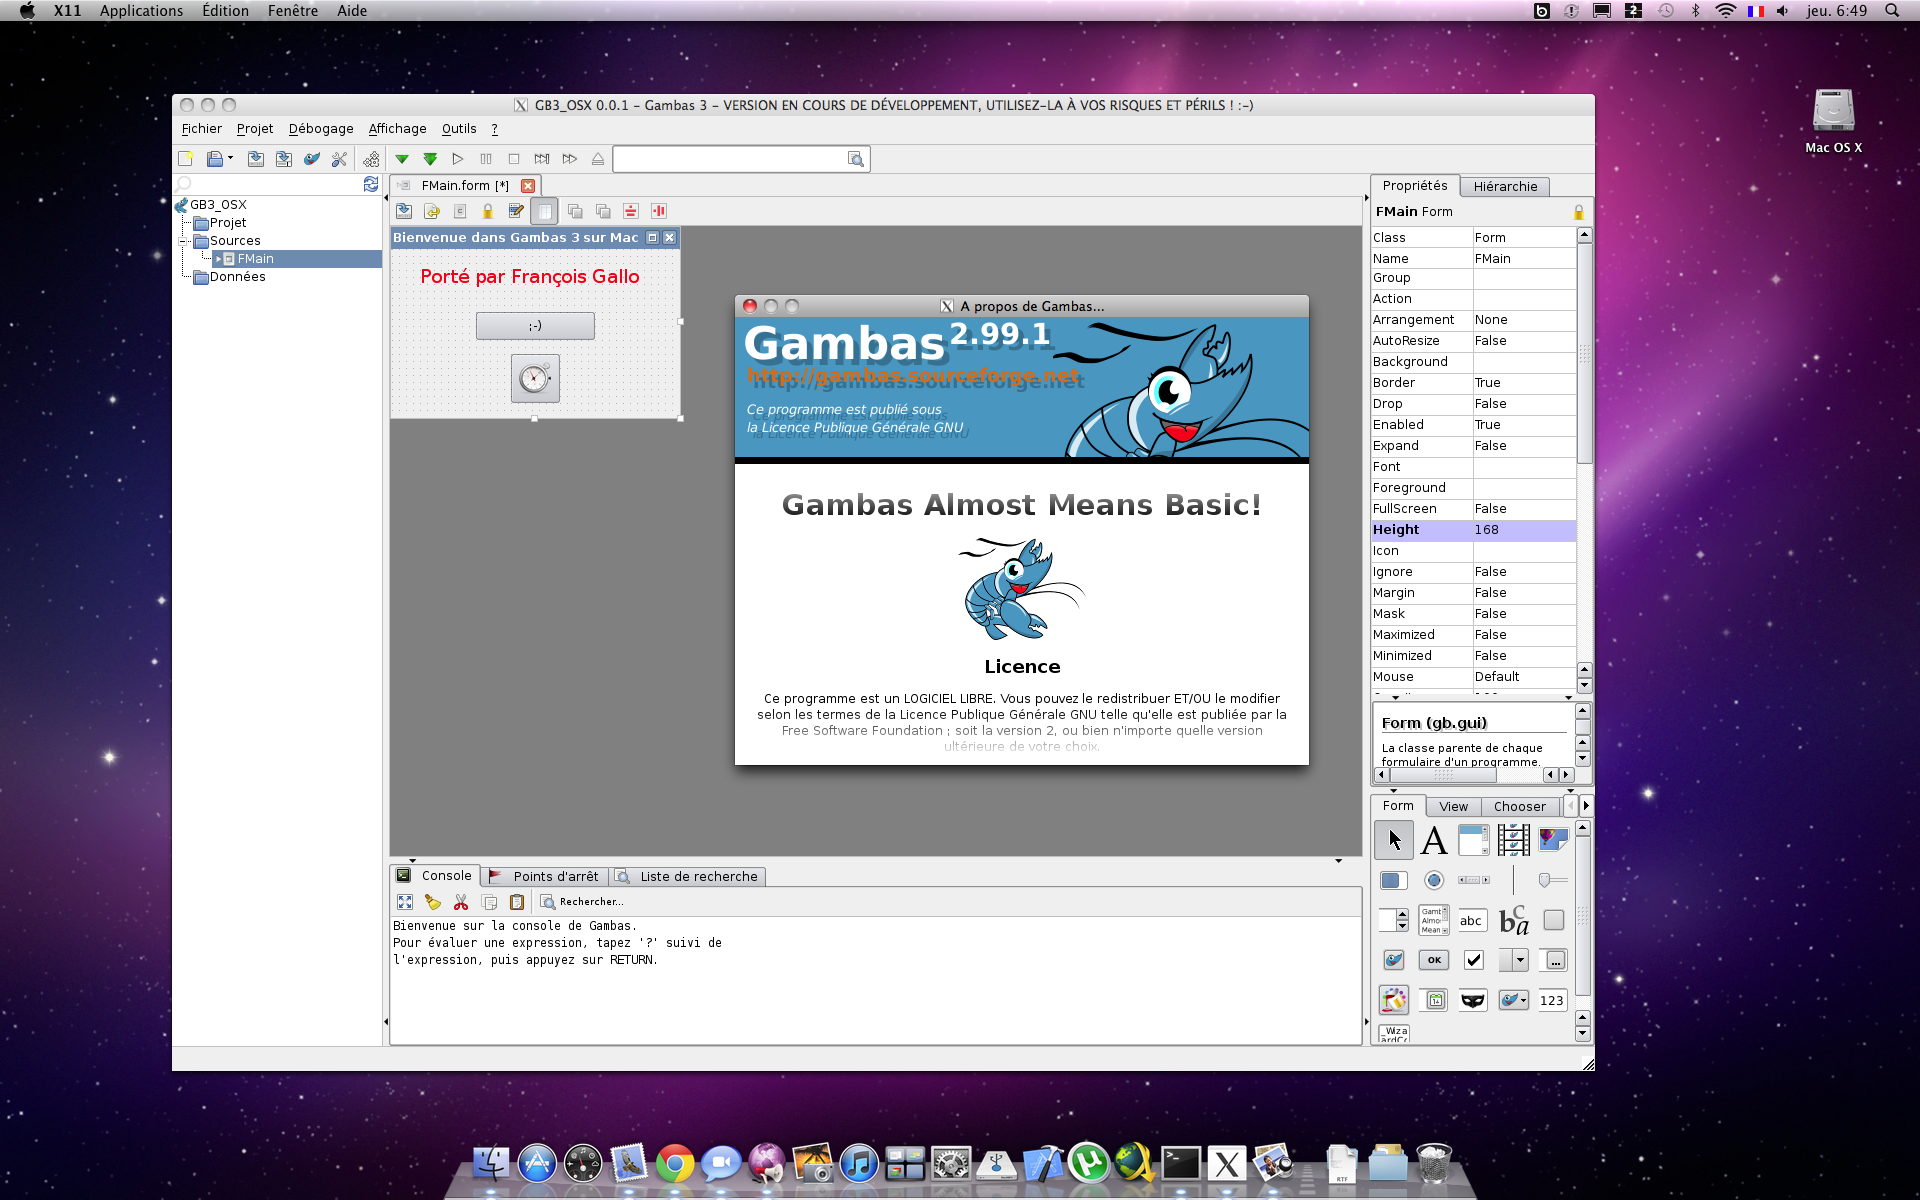 X11 Applications Édition Fenêtre Aide
jeu. 6:49
Mac OS X
GB3_OSX 0.0.1 - Gambas 3 - VERSION EN COURS DE DÉVELOPPEMENT, UTILISEZ-LA À VOS RISQUES ET PÉRILS ! :-)
Fichier Projet Débogage Affichage Outils ?
GB3_OSX
Projet
Sources
FMain
Données
FMain.form [*]
Bienvenue dans Gambas 3 sur Mac
Porté par François Gallo
;-)
A propos de Gambas...
Gambas 2.99.1
http://gambas.sourceforge.net
Ce programme est publié sous
la Licence Publique Générale GNU
Gambas Almost Means Basic!
Licence
Ce programme est un LOGICIEL LIBRE. Vous pouvez le redistribuer ET/OU le modifier
selon les termes de la Licence Publique Générale GNU telle qu'elle est publiée par la
Free Software Foundation ; soit la version 2, ou bien n'importe quelle version
ultérieure de votre choix.
Console Points d'arrêt Liste de recherche
Rechercher...
Bienvenue sur la console de Gambas.
Pour évaluer une expression, tapez '?' suivi de
l'expression, puis appuyez sur RETURN.
Propriétés Hiérarchie
FMain Form
Class Form
Name FMain
Group
Action
Arrangement None
AutoResize False
Background
Border True
Drop False
Enabled True
Expand False
Font
Foreground
FullScreen False
Height 168
Icon
Ignore False
Margin False
Mask False
Maximized False
Minimized False
Mouse Default
Form (gb.gui)
La classe parente de chaque
formulaire d'un programme.
Form View Chooser
A
Gamb
Almo
Mean
abc
b c a
OK
...
123
_Wiza
ardCo
RTF